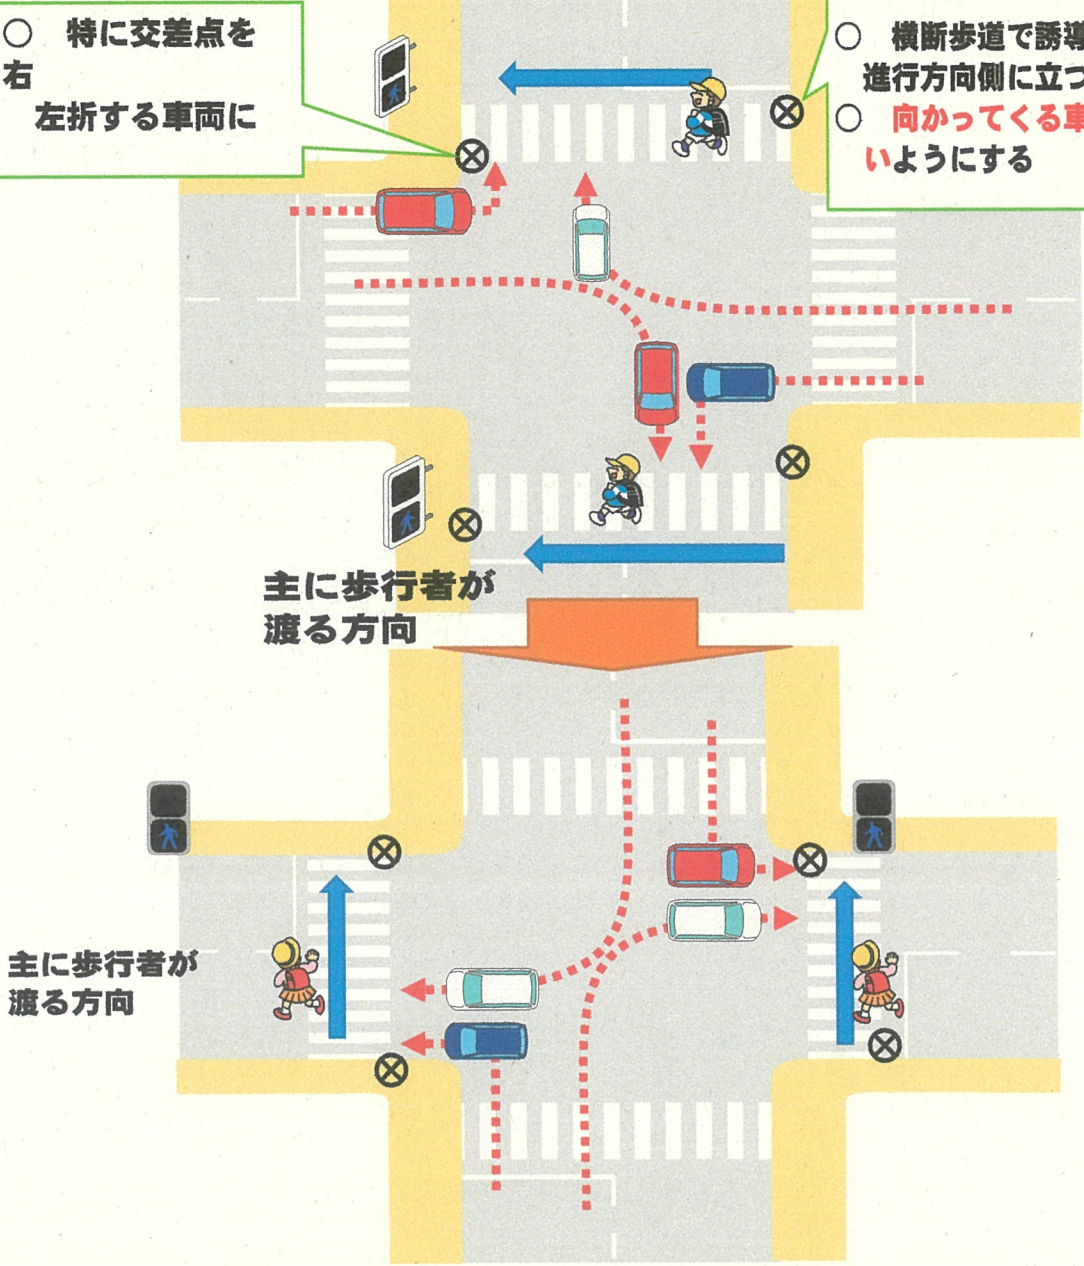 ○　特に交差点を
右
左折する車両に
○　横断歩道で誘導
進行方向側に立つ
○　向かってくる車
いようにする
主に歩行者が
渡る方向
主に歩行者が
渡る方向